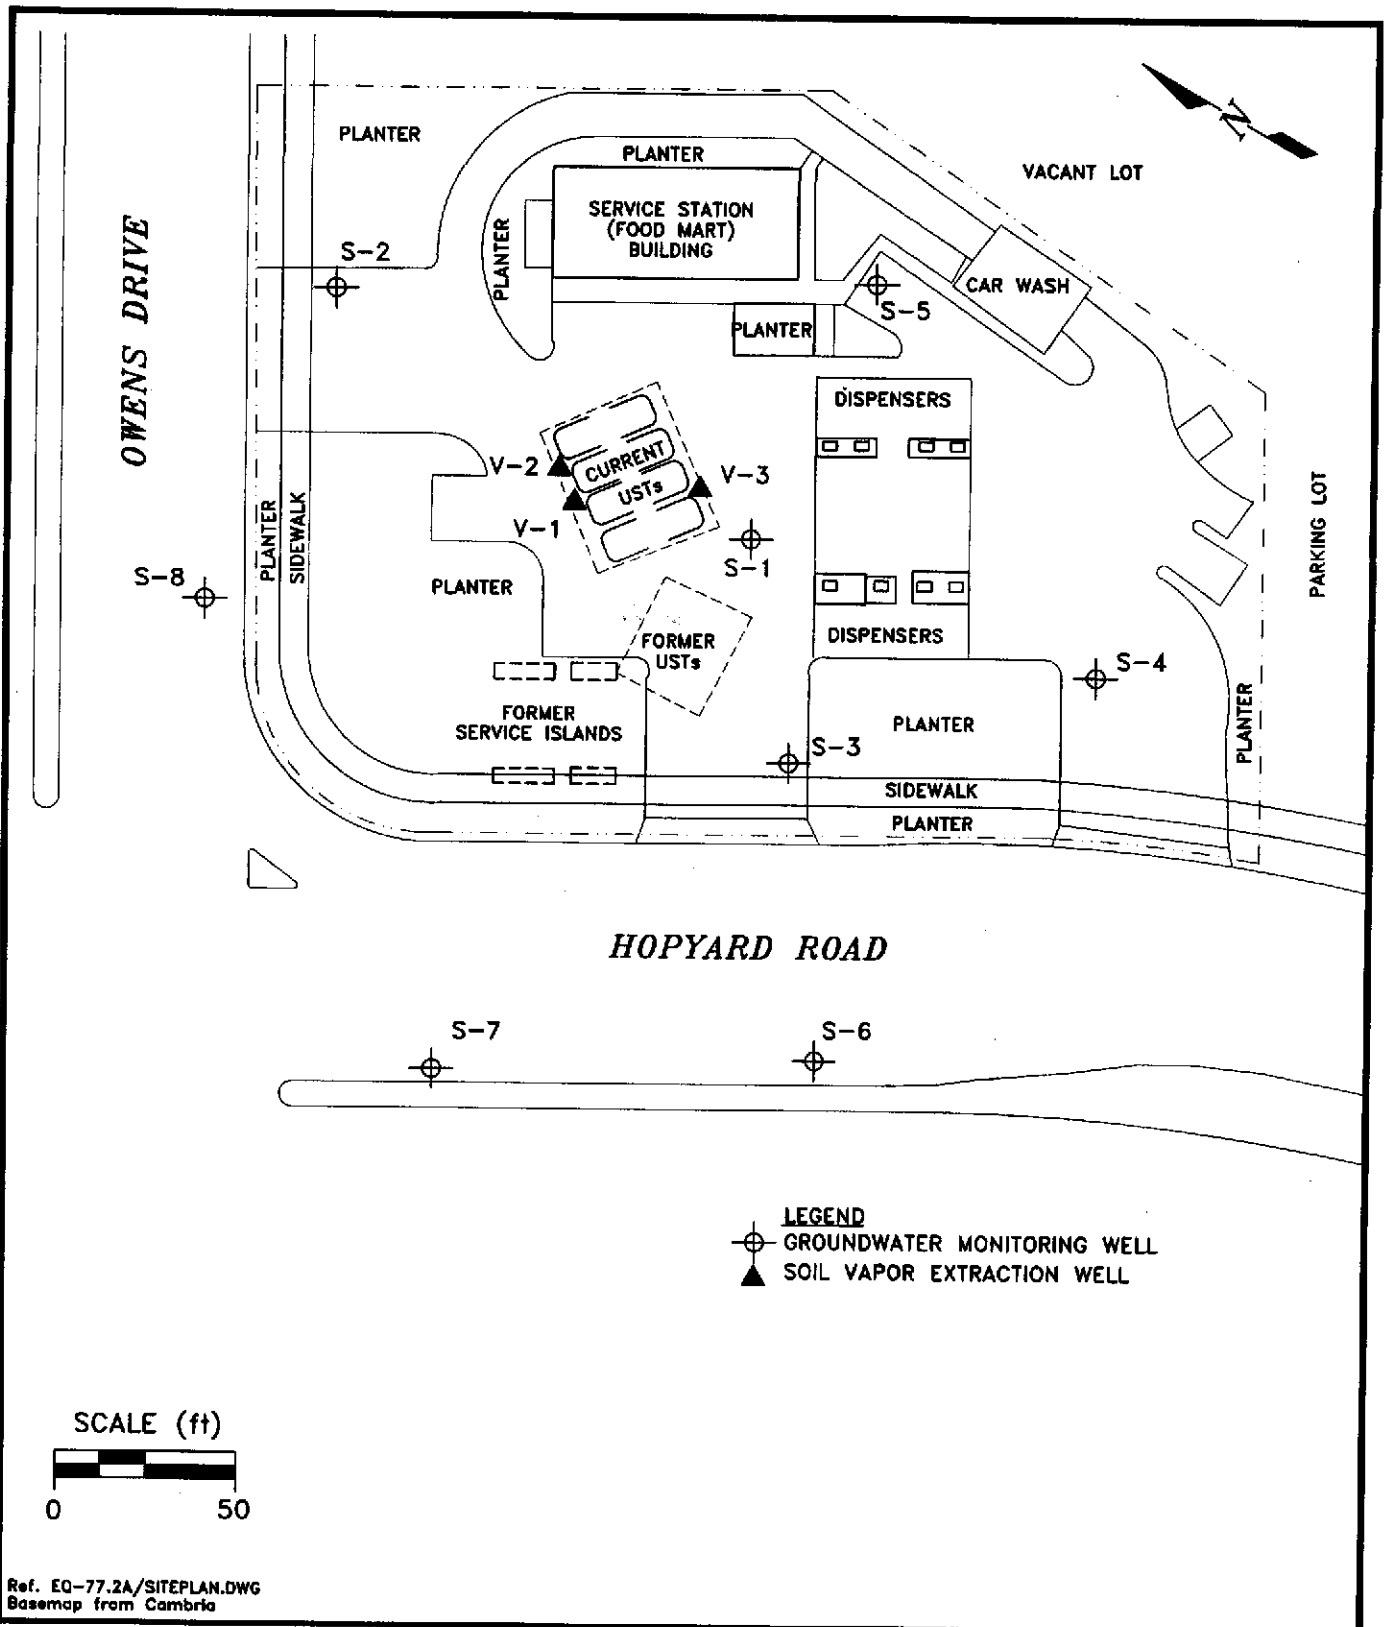 PLANTER
PLANTER
VACANT LOT
N
SERVICE STATION
(FOOD MART)
BUILDING
PLANTER
OWENS DRIVE
S-2
CAR WASH
S-5
PLANTER
DISPENSERS
V-2
CURRENT
USTs
V-3
V-1
PLANTER
SIDEWALK
PARKING LOT
S-1
S-8
PLANTER
FORMER
USTs
DISPENSERS
S-4
FORMER
SERVICE ISLANDS
PLANTER
PLANTER
S-3
SIDEWALK
PLANTER
HOPYARD ROAD
S-7
S-6
LEGEND
GROUNDWATER MONITORING WELL
SOIL VAPOR EXTRACTION WELL
SCALE (ft)
0 50
Ref. EQ-77.2A/SITEPLAN.DWG
Basemap from Cambria